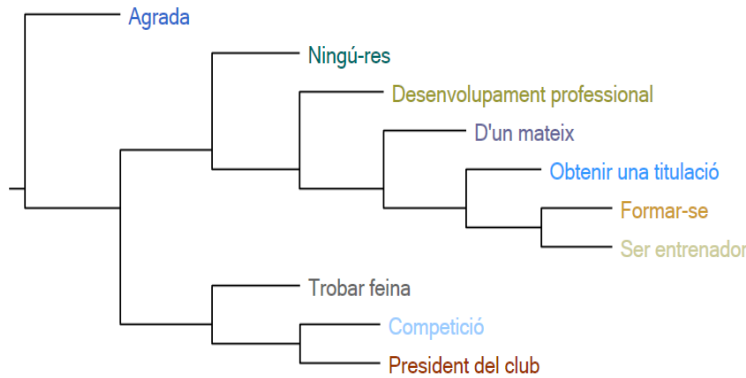 Agrada
Ningú-res
Desenvolupament professional
D'un mateix
Obtenir una titulació
Formar-se
Ser entrenador
Trobar feina
Competició
President del club